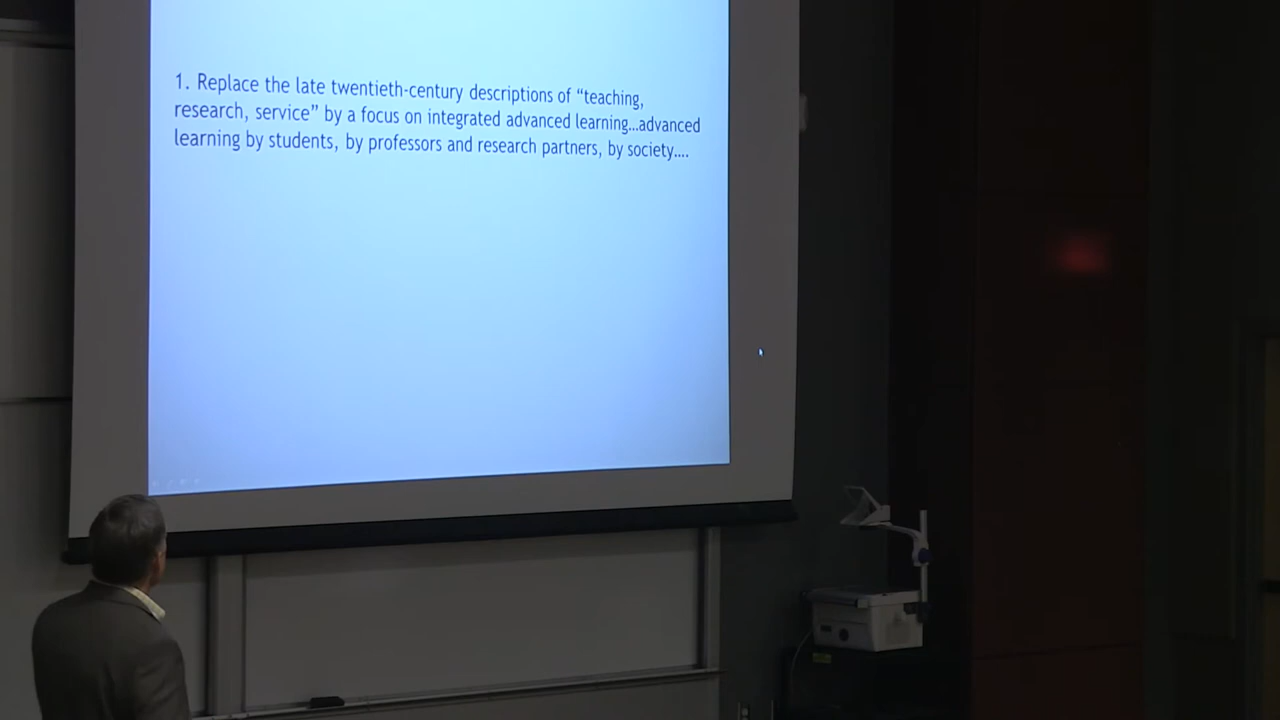 1. Replace the late twentieth-century descriptions of “teaching,
research, service” by a focus on integrated advanced learning...advanced
learning by students, by professors and research partners, by society....